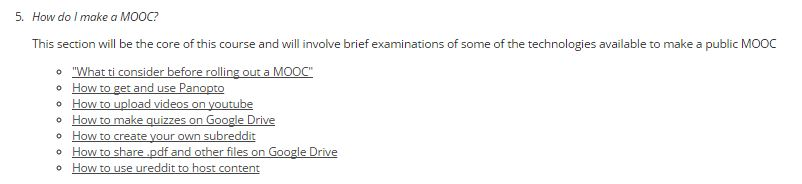 5. How do I make a MOOC?
This section will be the core of this course and will involve brief examinations of some of the technologies available to make a public MOOC
"What ti consider before rolling out a MOOC"
How to get and use Panopto
How to upload videos on youtube
How to make quizzes on Google Drive
How to create your own subreddit
How to share .pdf and other files on Google Drive
How to use ureddit to host content